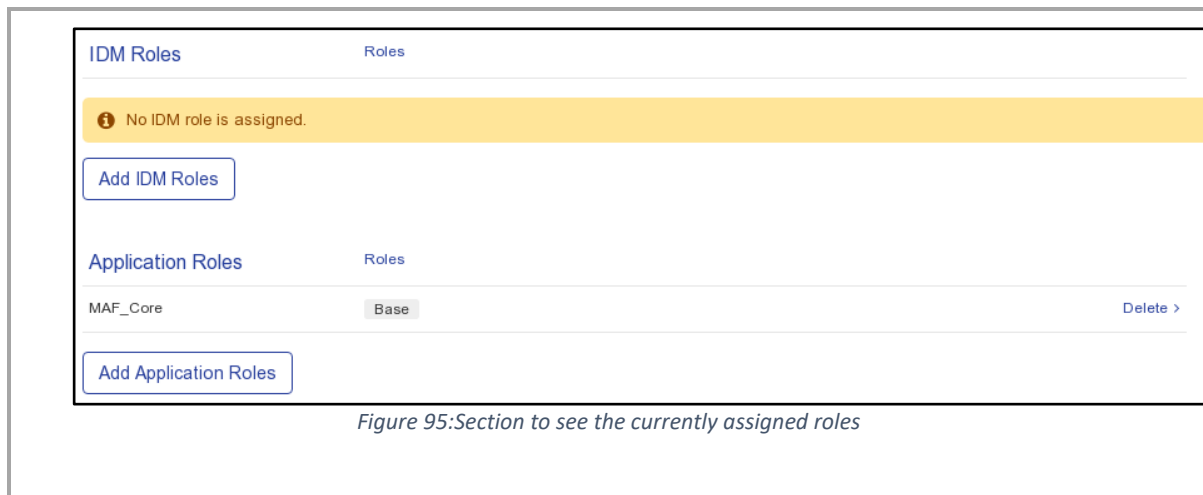 IDM Roles Roles
No IDM role is assigned.
Add IDM Roles
Application Roles Roles
MAF_Core Base Delete >
Add Application Roles
Figure 95:Section to see the currently assigned roles